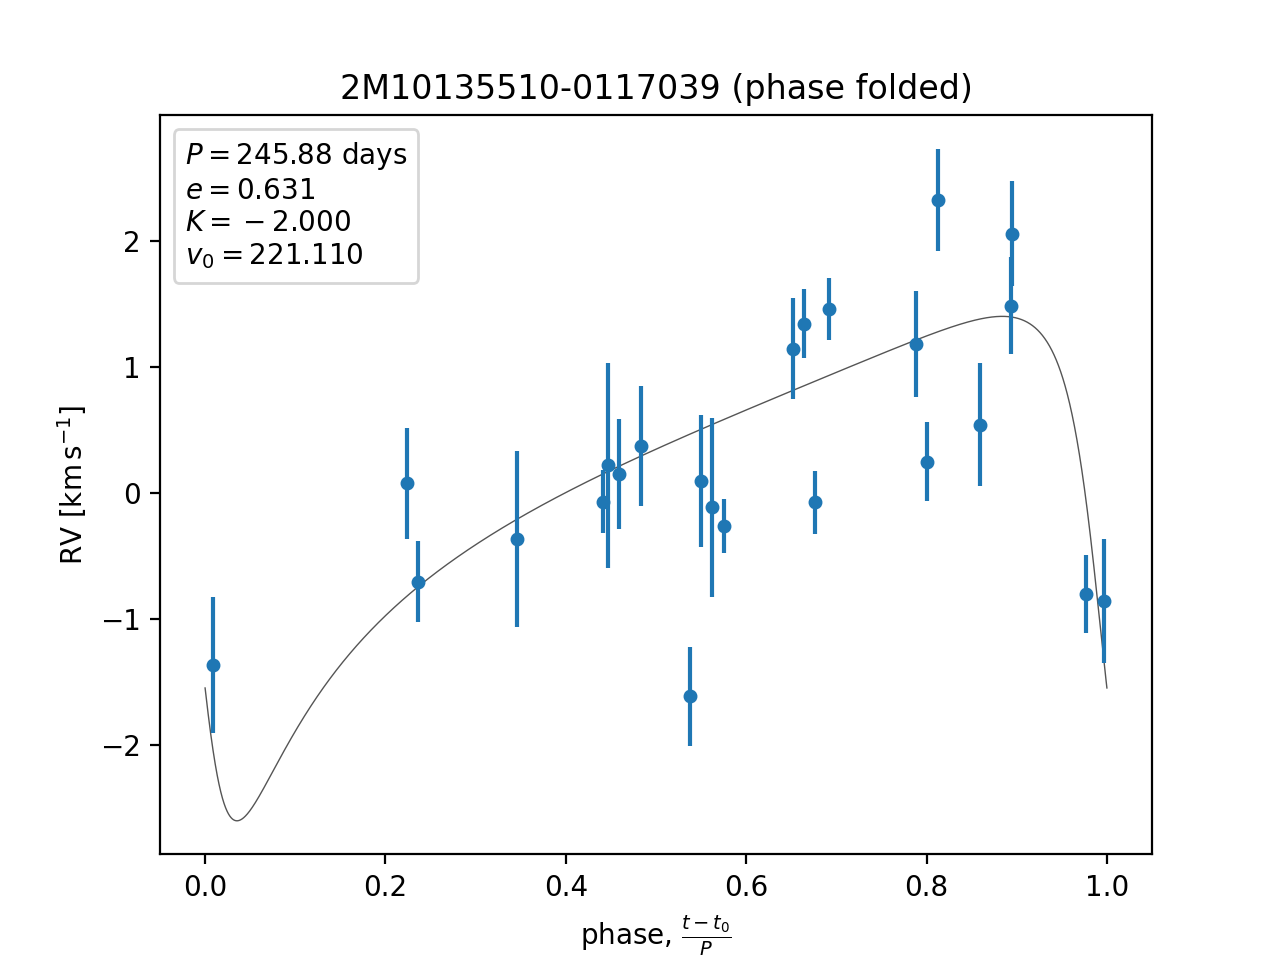 2M10135510-0117039 (phase folded)
P = 245.88 days
e = 0.631
K = −2.000
v₀ = 221.110
RV [km s⁻¹]
2
1
0
−1
−2
0.0 0.2 0.4 0.6 0.8 1.0
phase, (t − t₀)/P